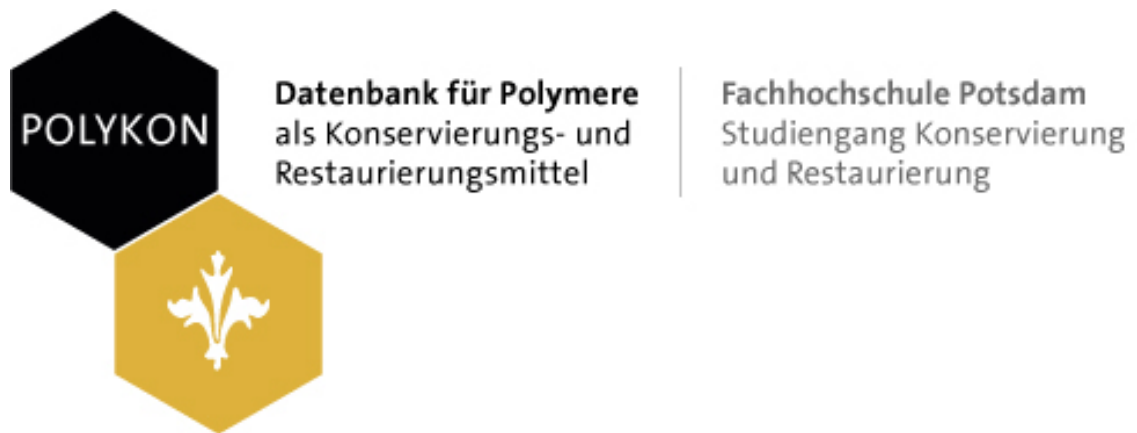 POLYKON
Datenbank für Polymere
als Konservierungs- und
Restaurierungsmittel
Fachhochschule Potsdam
Studiengang Konservierung
und Restaurierung